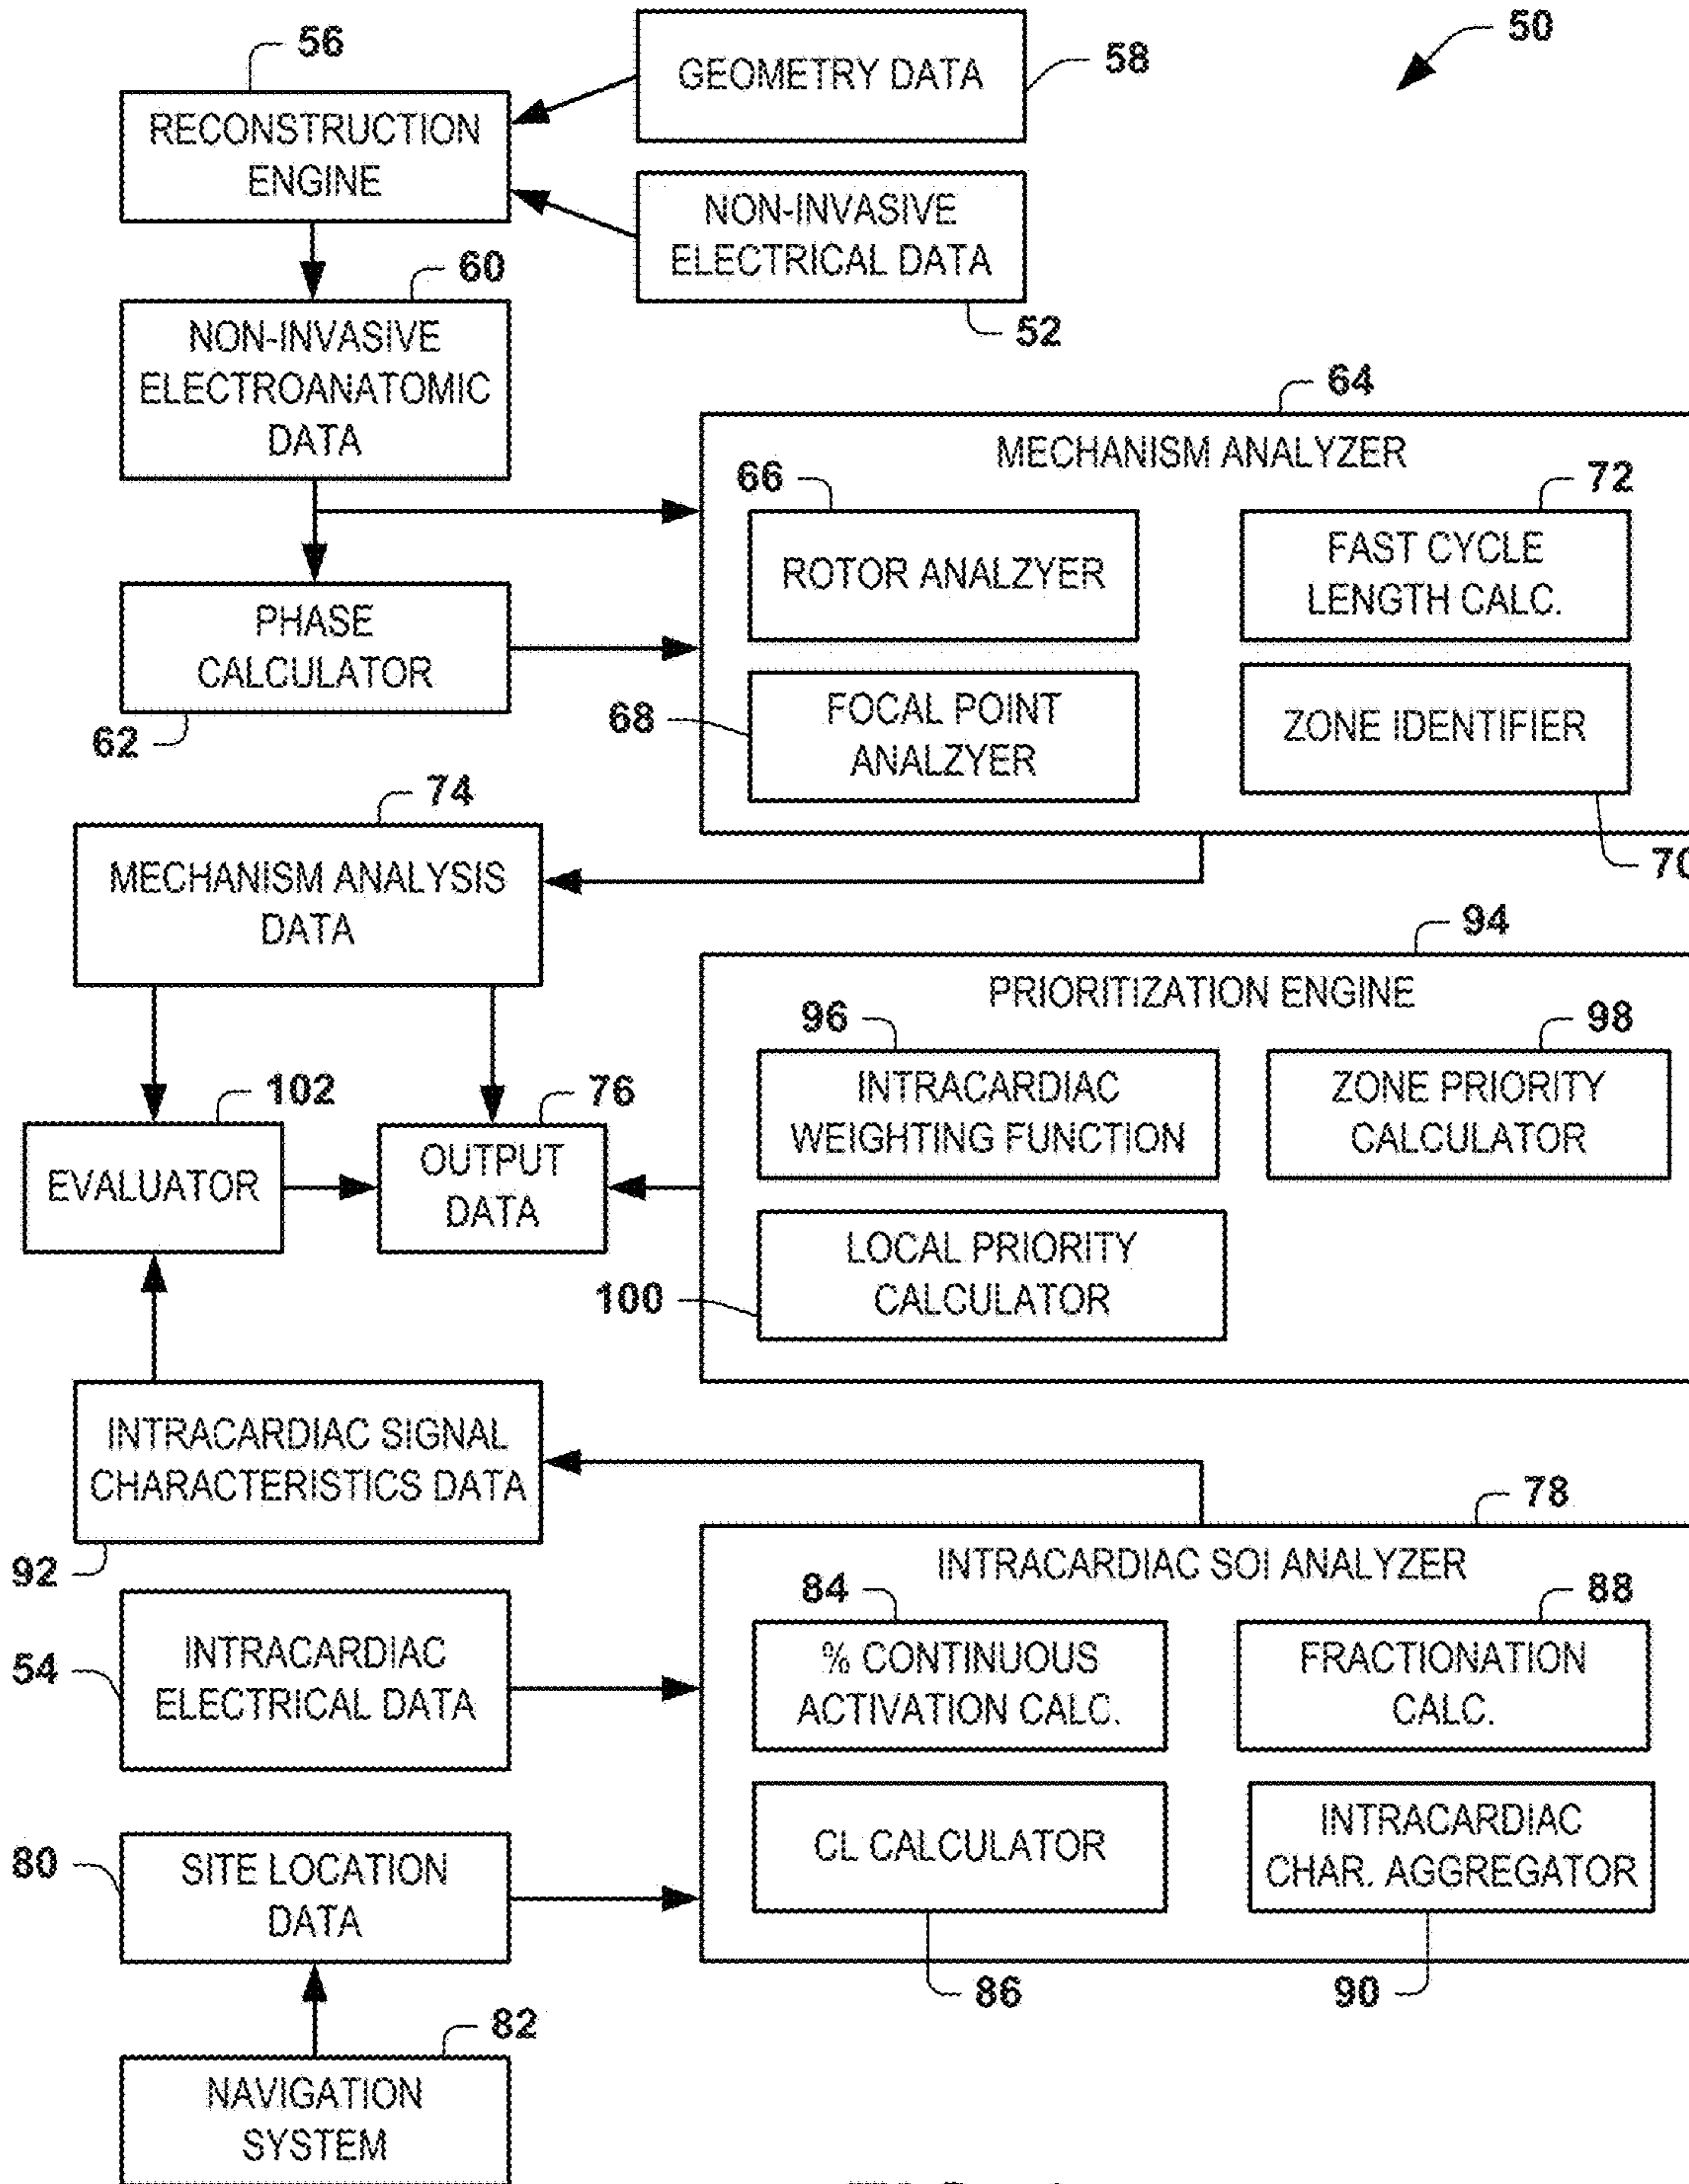 50
56
GEOMETRY DATA
58
RECONSTRUCTION
ENGINE
NON-INVASIVE
ELECTRICAL DATA
52
60
NON-INVASIVE
ELECTROANATOMIC
DATA
64
MECHANISM ANALYZER
66
ROTOR ANALZYER
72
FAST CYCLE
LENGTH CALC.
PHASE
CALCULATOR
62
68
FOCAL POINT
ANALZYER
ZONE IDENTIFIER
70
74
MECHANISM ANALYSIS
DATA
94
PRIORITIZATION ENGINE
96
INTRACARDIAC
WEIGHTING FUNCTION
98
ZONE PRIORITY
CALCULATOR
102
EVALUATOR
76
OUTPUT
DATA
100
LOCAL PRIORITY
CALCULATOR
INTRACARDIAC SIGNAL
CHARACTERISTICS DATA
92
78
INTRACARDIAC SOI ANALYZER
84
% CONTINUOUS
ACTIVATION CALC.
88
FRACTIONATION
CALC.
54
INTRACARDIAC
ELECTRICAL DATA
80
SITE LOCATION
DATA
CL CALCULATOR
86
INTRACARDIAC
CHAR. AGGREGATOR
90
82
NAVIGATION
SYSTEM